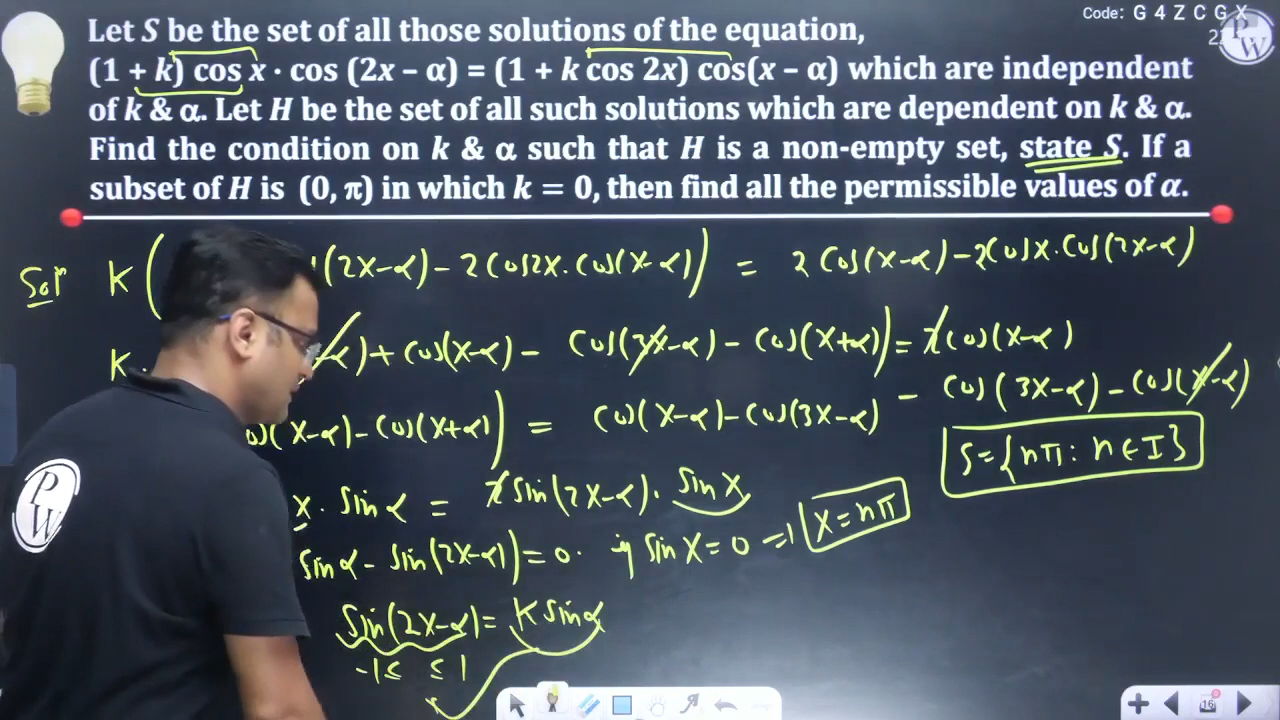 Code: G 4 Z C G X
Let S be the set of all those solutions of the equation,
(1 + k) cos x · cos (2x – α) = (1 + k cos 2x) cos(x – α) which are independent
of k & α. Let H be the set of all such solutions which are dependent on k & α.
Find the condition on k & α such that H is a non-empty set, state S. If a
subset of H is (0, π) in which k = 0, then find all the permissible values of α.
Sol K ( (2x-α) - 2cos2x.cos(x-α) ) = 2cos(x-α) - 2cosx.cos(2x-α)
K. α) + cos(x-α) - cos(3x-α) - cos(x+α) ) = 2cos(x-α)
- cos(3x-α) - cos(x-α)
cos(x-α) - cos(x+α) ) = cos(x-α) - cos(3x-α)
S = {nπ : n ∈ I}
x . sinα = 2 sin(2x-α) . sinx
sinα - sin(2x-α) ) = 0. if sinx = 0 ⇒ x = nπ
sin(2x-α) = k sinα
-1 ≤ ≤ 1
P W
16